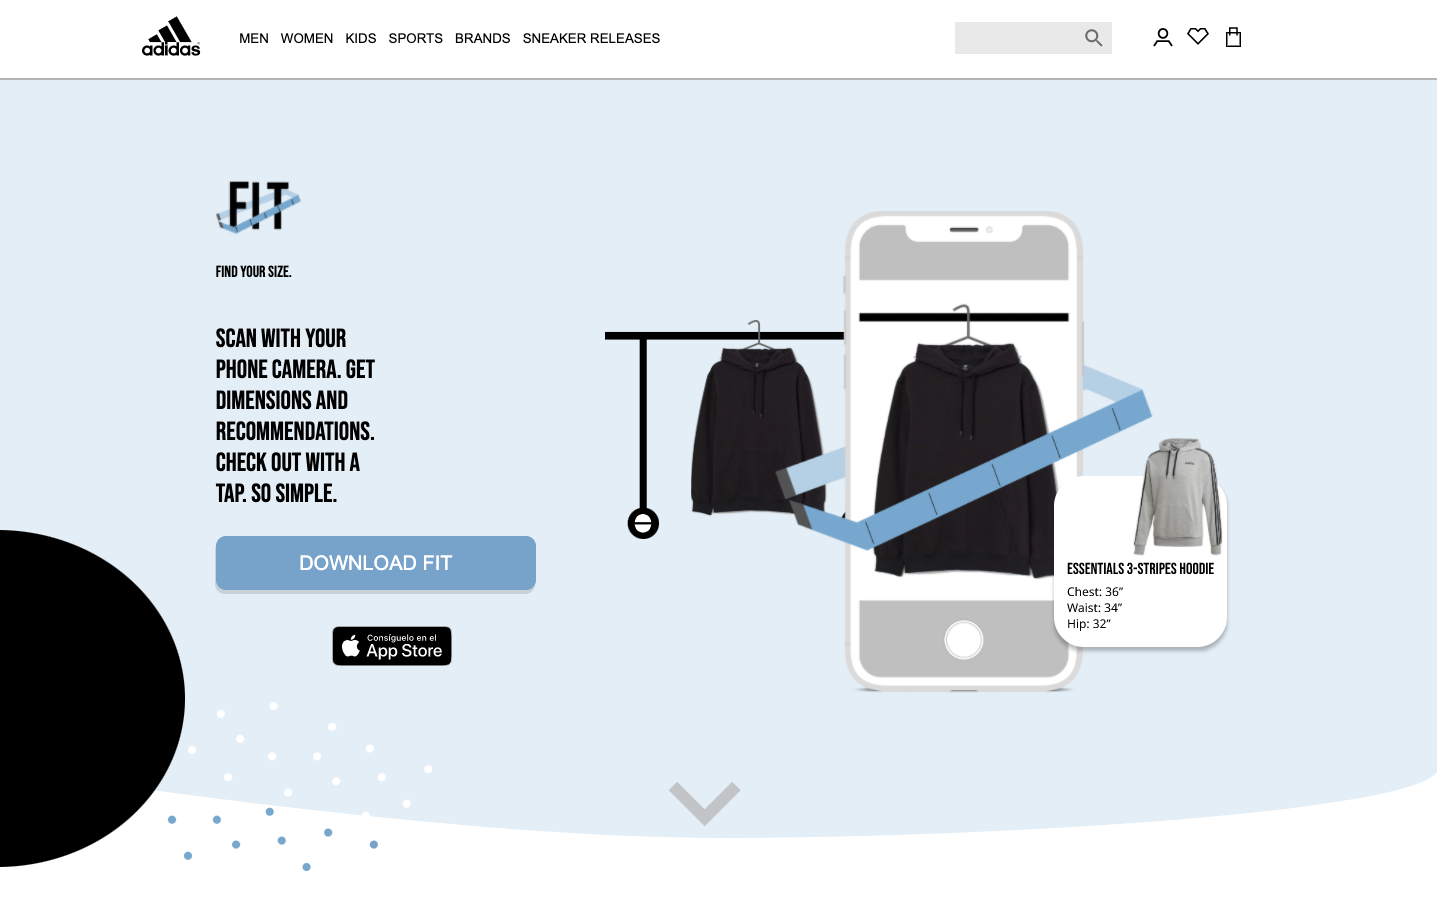 adidas
MEN WOMEN KIDS SPORTS BRANDS SNEAKER RELEASES
FIT
FIND YOUR SIZE.
SCAN WITH YOUR
PHONE CAMERA. GET
DIMENSIONS AND
RECOMMENDATIONS.
CHECK OUT WITH A
TAP. SO SIMPLE.
DOWNLOAD FIT
Consíguelo en el
App Store
ESSENTIALS 3-STRIPES HOODIE
Chest: 36”
Waist: 34”
Hip: 32”